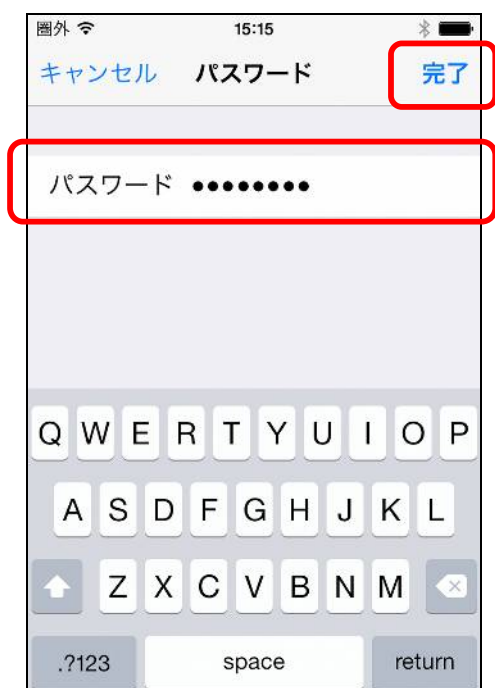 圏外 15:15
キャンセル パスワード 完了
パスワード ●●●●●●●●
Q W E R T Y U I O P
A S D F G H J K L
Z X C V B N M
.?123 space return